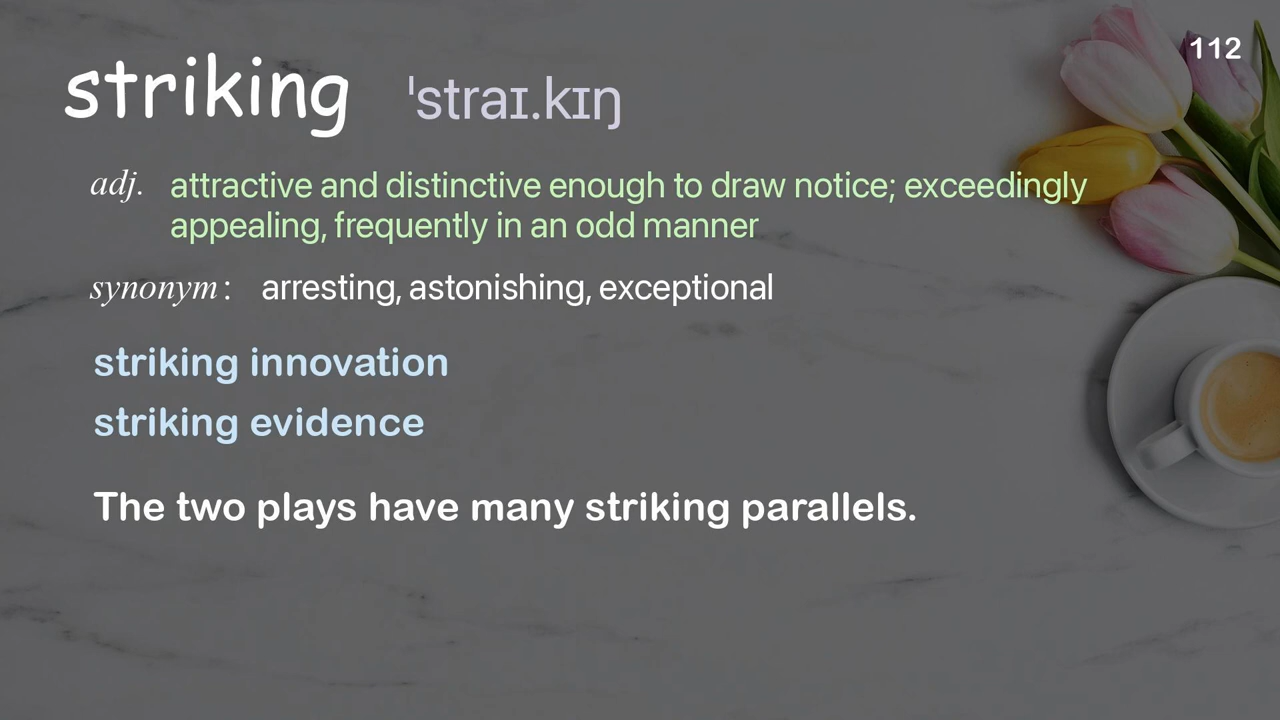 112
striking ˈstraɪ.kɪŋ
adj. attractive and distinctive enough to draw notice; exceedingly
appealing, frequently in an odd manner
synonym: arresting, astonishing, exceptional
striking innovation
striking evidence
The two plays have many striking parallels.